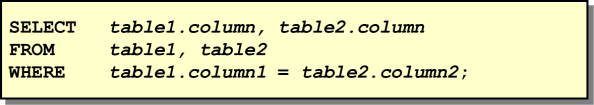 SELECT table1.column, table2.column
FROM table1, table2
WHERE table1.column1 = table2.column2;